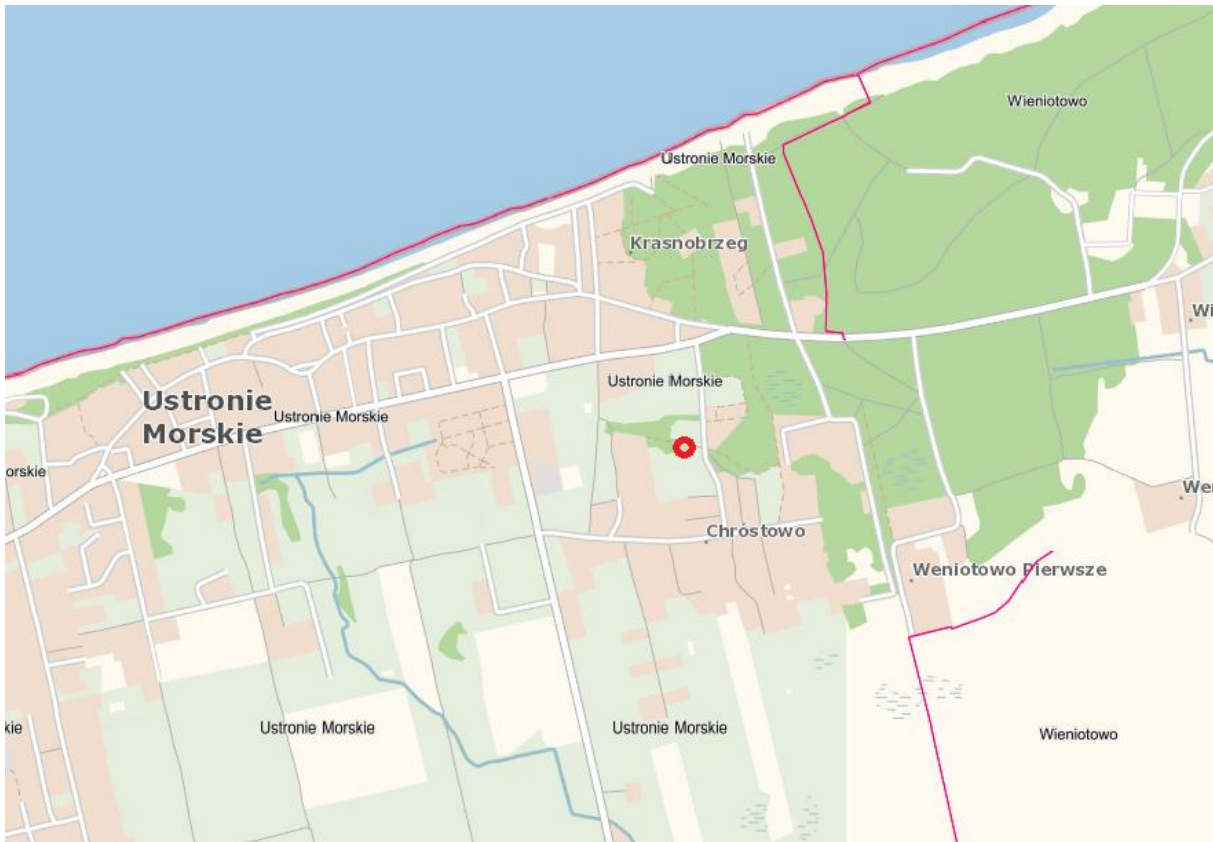 Wieniotowo
Ustronie Morskie
Krasnobrzeg
Wi
Ustronie Morskie
Ustronie
Morskie
Ustronie Morskie
orskie
We
Chróstowo
Weniotowo Pierwsze
kie
Ustronie Morskie
Ustronie Morskie
Wieniotowo